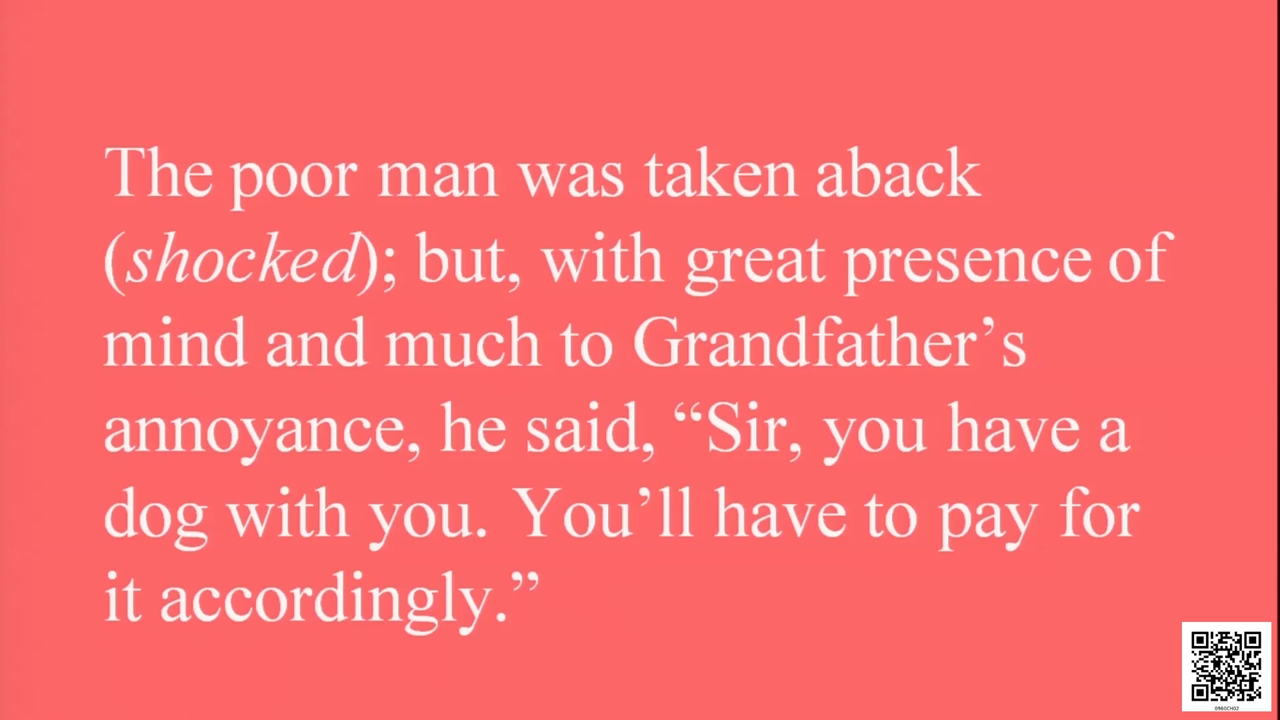 The poor man was taken aback
(shocked); but, with great presence of
mind and much to Grandfather’s
annoyance, he said, “Sir, you have a
dog with you. You’ll have to pay for
it accordingly.”
0960CH02